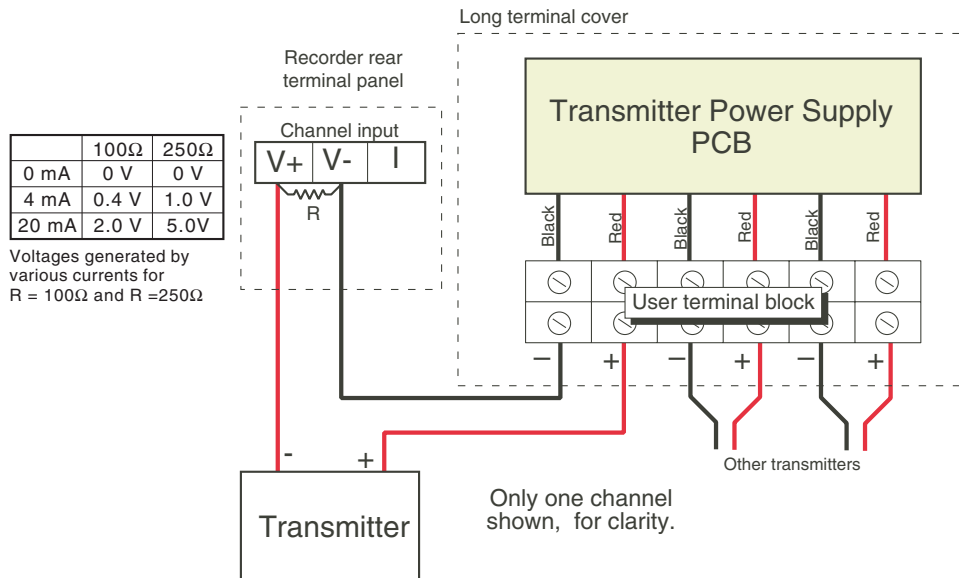 Long terminal cover
Recorder rear
terminal panel
Channel input
V+ V- I
R
100Ω 250Ω
0 mA 0 V 0 V
4 mA 0.4 V 1.0 V
20 mA 2.0 V 5.0V
Voltages generated by
various currents for
R = 100Ω and R =250Ω
Transmitter Power Supply
PCB
Black Red Black Red Black Red
User terminal block
– + – + – +
Other transmitters
- +
Transmitter
Only one channel
shown, for clarity.